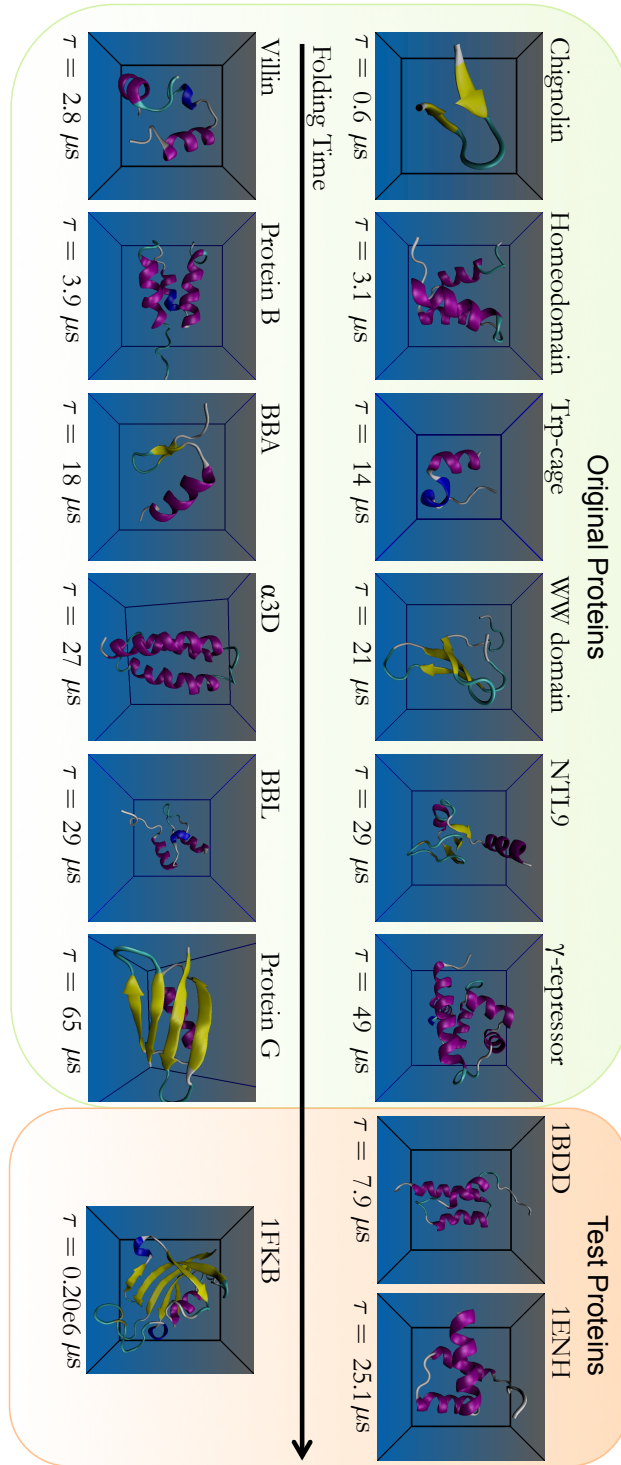 Original Proteins
Test Proteins
Chignolin
τ = 0.6 μs
Homeodomain
τ = 3.1 μs
Trp-cage
τ = 14 μs
WW domain
τ = 21 μs
NTL9
τ = 29 μs
γ-repressor
τ = 49 μs
1BDD
τ = 7.9 μs
1ENH
τ = 25.1 μs
Folding Time
Villin
τ = 2.8 μs
Protein B
τ = 3.9 μs
BBA
τ = 18 μs
α3D
τ = 27 μs
BBL
τ = 29 μs
Protein G
τ = 65 μs
1FKB
τ = 0.20e6 μs